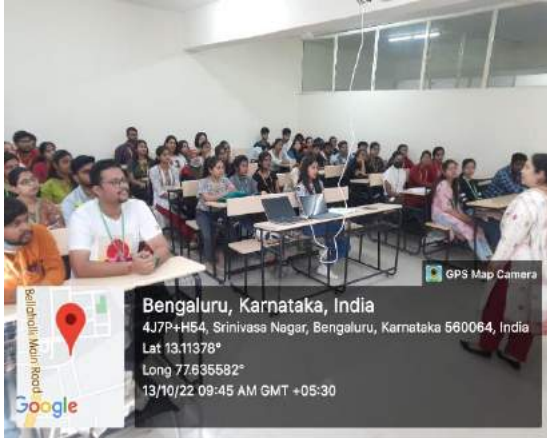 GPS Map Camera
Bengaluru, Karnataka, India
4J7P+H54, Srinivasa Nagar, Bengaluru, Karnataka 560064, India
Lat 13.11378°
Long 77.635582°
13/10/22 09:45 AM GMT +05:30
Bellahalli Main Road
Google